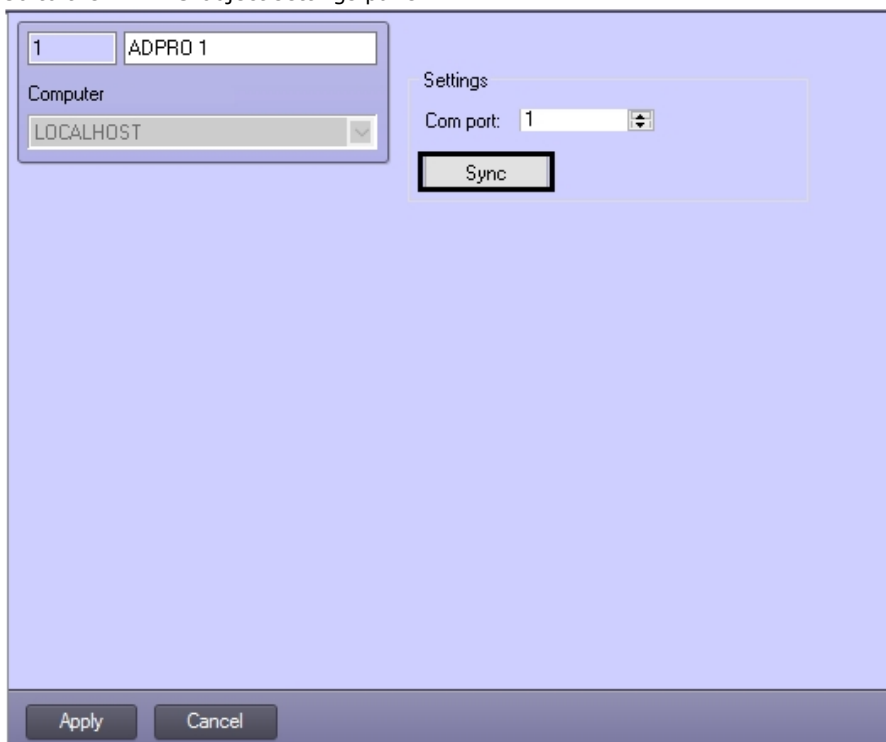 1 ADPRO 1
Computer
LOCALHOST
Settings
Com port: 1
Sync
Apply Cancel